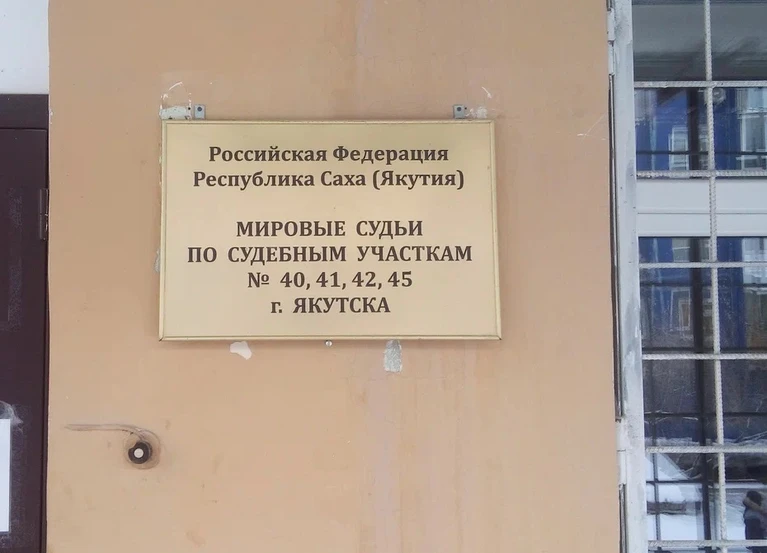 Российская Федерация
Республика Саха (Якутия)
МИРОВЫЕ СУДЬИ
ПО СУДЕБНЫМ УЧАСТКАМ
№ 40, 41, 42, 45
г. ЯКУТСКА